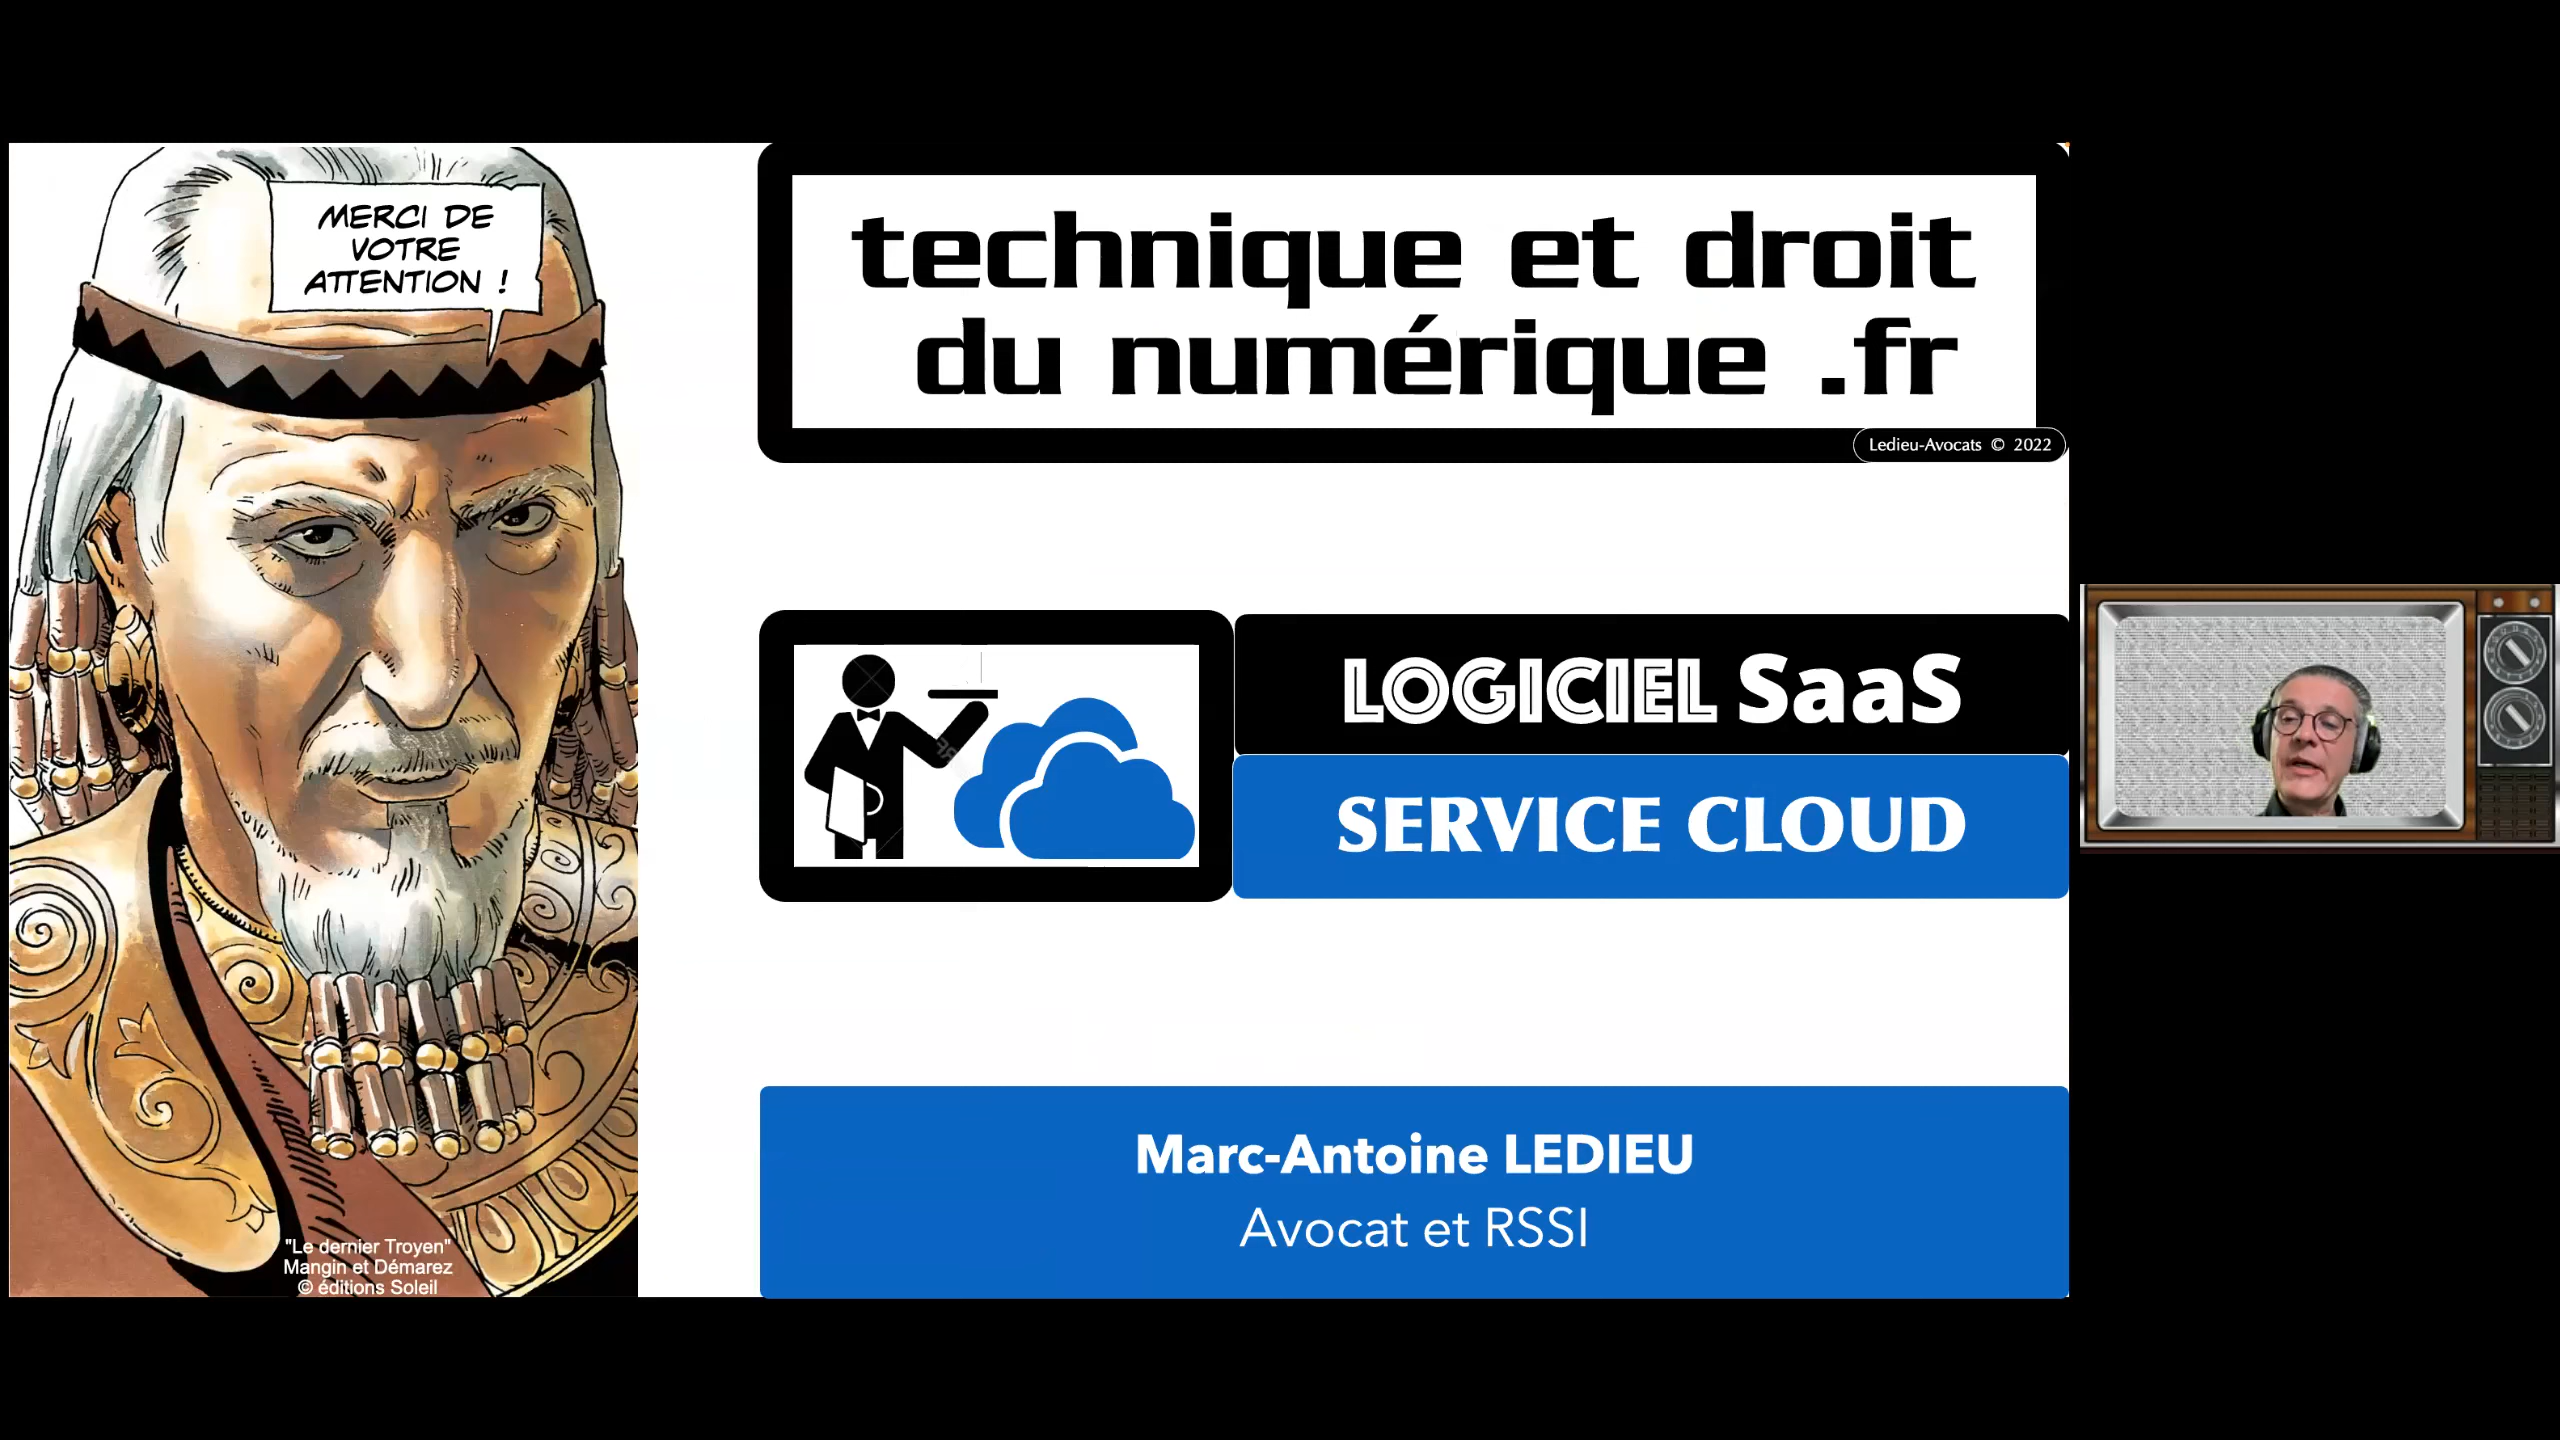 MERCI DE
VOTRE
ATTENTION !
technique et droit
du numérique .fr
Ledieu-Avocats © 2022
LOGICIEL SaaS
SERVICE CLOUD
Marc-Antoine LEDIEU
Avocat et RSSI
"Le dernier Troyen"
Mangin et Démarez
© éditions Soleil